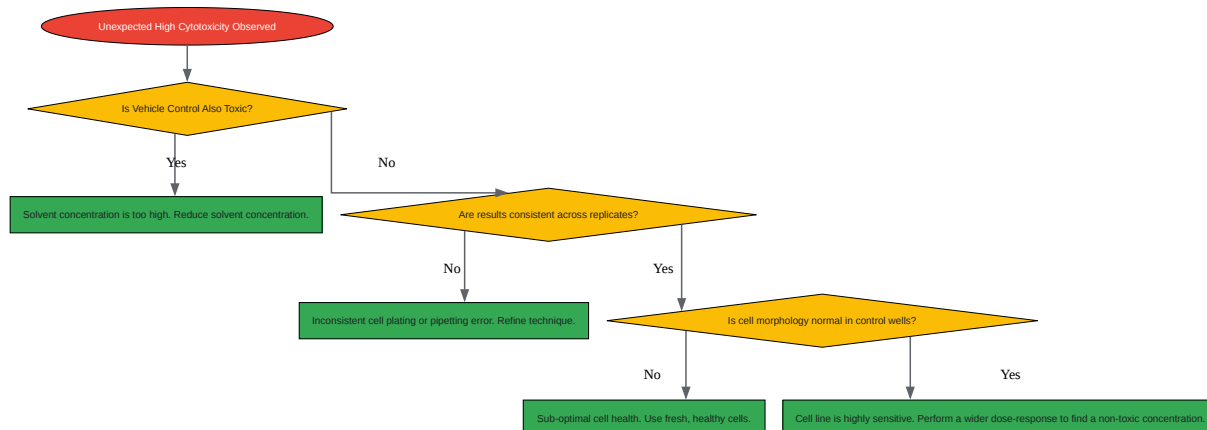 Unexpected High Cytotoxicity Observed
Is Vehicle Control Also Toxic?
Yes
No
Solvent concentration is too high. Reduce solvent concentration.
Are results consistent across replicates?
No
Yes
Inconsistent cell plating or pipetting error. Refine technique.
Is cell morphology normal in control wells?
No
Yes
Sub-optimal cell health. Use fresh, healthy cells.
Cell line is highly sensitive. Perform a wider dose-response to find a non-toxic concentration.